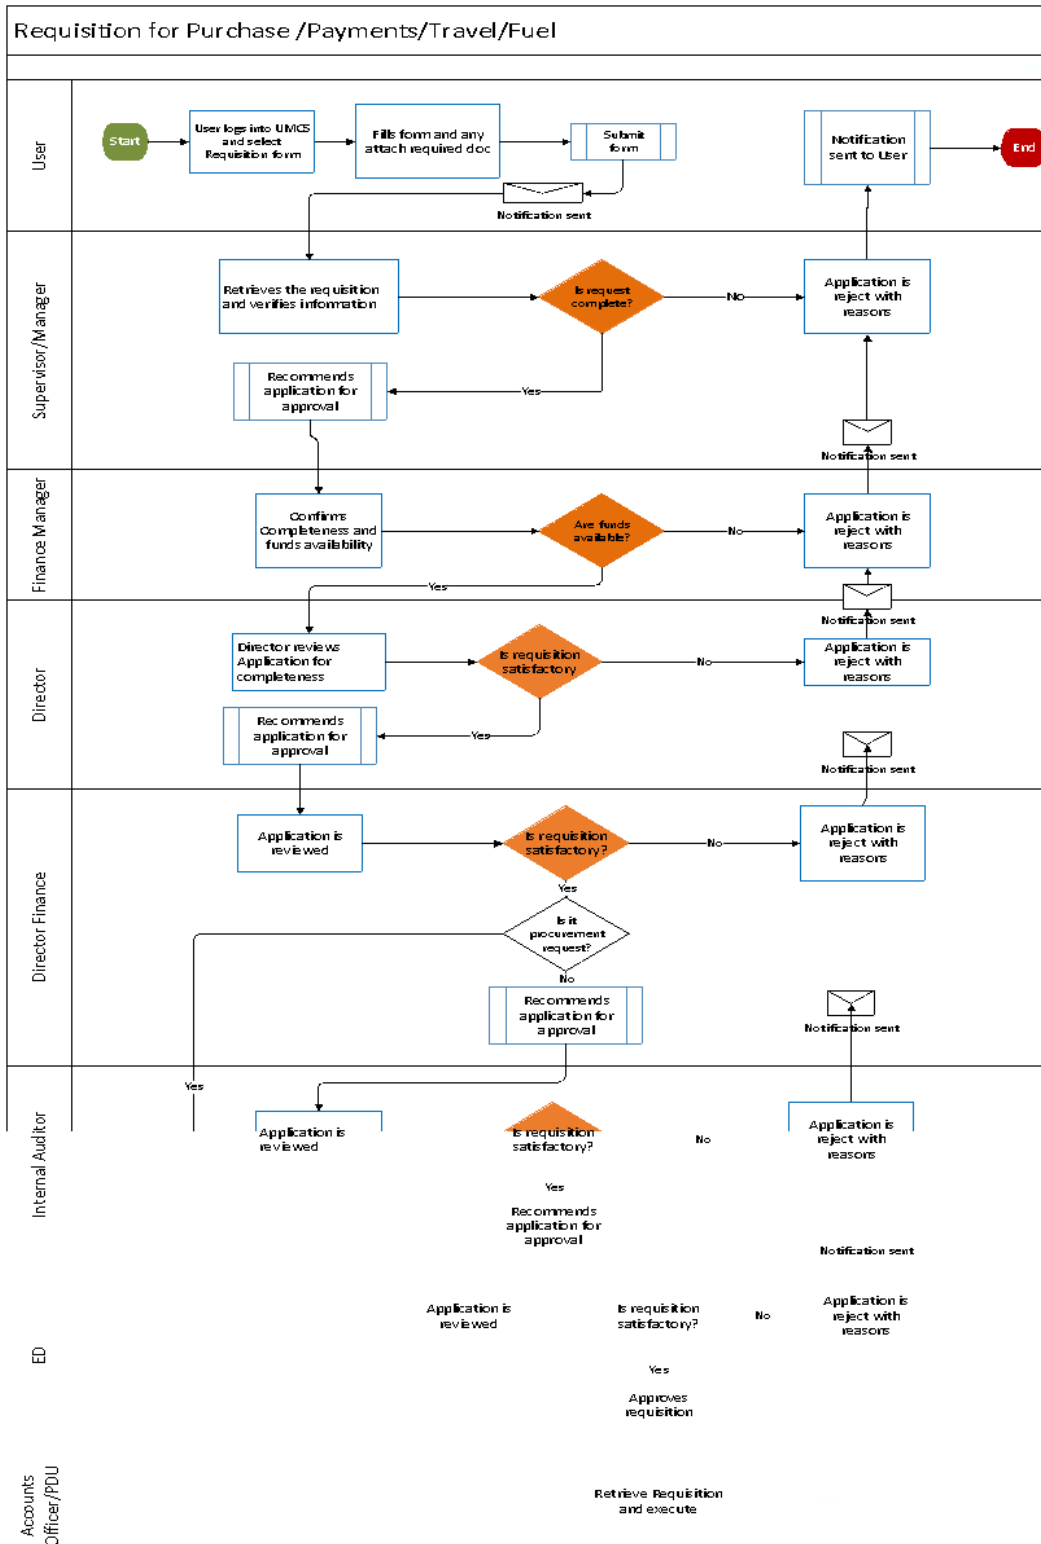 Requisition for Purchase /Payments/Travel/Fuel
User
Start
User logs into UMCS
and select
Requisition form
Fills form and any
attach required doc
Submit
form
Notification sent
Notification
sent to User
End
Supervisor/Manager
Retrieves the requisition
and verifies information
Is request
complete?
No
Application is
reject with
reasons
Yes
Recommends
application for
approval
Notification sent
Finance Manager
Confirms
Completeness and
funds availability
Are funds
available?
No
Application is
reject with
reasons
Yes
Notification sent
Director
Director reviews
Application for
completeness
Is requisition
satisfactory
No
Application is
reject with
reasons
Yes
Recommends
application for
approval
Notification sent
Director Finance
Application is
reviewed
Is requisition
satisfactory?
No
Application is
reject with
reasons
Yes
Is it
procurement
request?
No
Recommends
application for
approval
Notification sent
Yes
Internal Auditor
Application is
reviewed
Is requisition
satisfactory?
No
Application is
reject with
reasons
Yes
Recommends
application for
approval
Notification sent
ED
Application is
reviewed
Is requisition
satisfactory?
No
Application is
reject with
reasons
Yes
Approves
requisition
Accounts
Officer/PDU
Retrieve Requisition
and execute